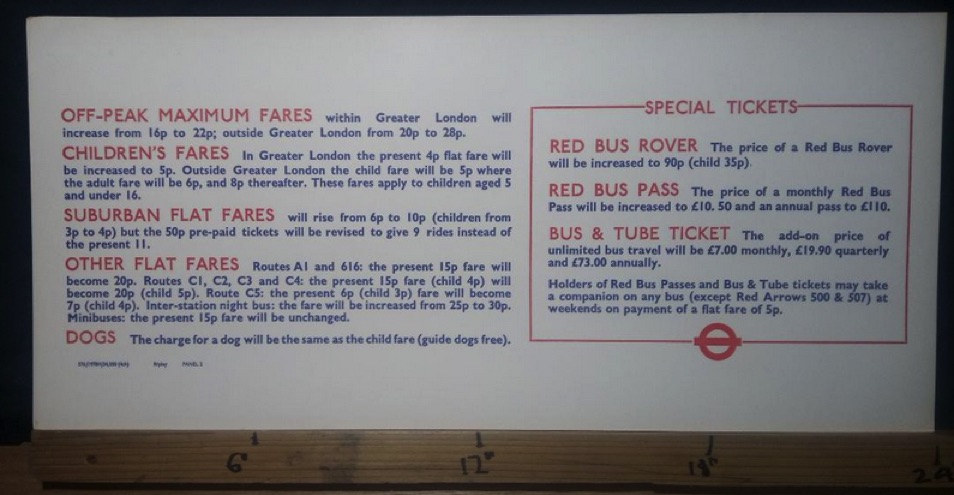 OFF-PEAK MAXIMUM FARES within Greater London will
increase from 16p to 22p; outside Greater London from 20p to 28p.
CHILDREN'S FARES In Greater London the present 4p flat fare will
be increased to 5p. Outside Greater London the child fare will be 5p where
the adult fare will be 6p, and 8p thereafter. These fares apply to children aged 5
and under 16.
SUBURBAN FLAT FARES will rise from 6p to 10p (children from
3p to 4p) but the 50p pre-paid tickets will be revised to give 9 rides instead of
the present 11.
OTHER FLAT FARES Routes A1 and 616: the present 15p fare will
become 20p. Routes C1, C2, C3 and C4: the present 15p fare (child 4p) will
become 20p (child 5p). Route C5: the present 6p (child 3p) fare will become
7p (child 4p). Inter-station night bus: the fare will be increased from 25p to 30p.
Minibuses: the present 15p fare will be unchanged.
DOGS The charge for a dog will be the same as the child fare (guide dogs free).
Ripley PANEL 2
SPECIAL TICKETS
RED BUS ROVER The price of a Red Bus Rover
will be increased to 90p (child 35p).
RED BUS PASS The price of a monthly Red Bus
Pass will be increased to £10. 50 and an annual pass to £110.
BUS & TUBE TICKET The add-on price of
unlimited bus travel will be £7.00 monthly, £19.90 quarterly
and £73.00 annually.
Holders of Red Bus Passes and Bus & Tube tickets may take
a companion on any bus (except Red Arrows 500 & 507) at
weekends on payment of a flat fare of 5p.
6" 12" 18" 24